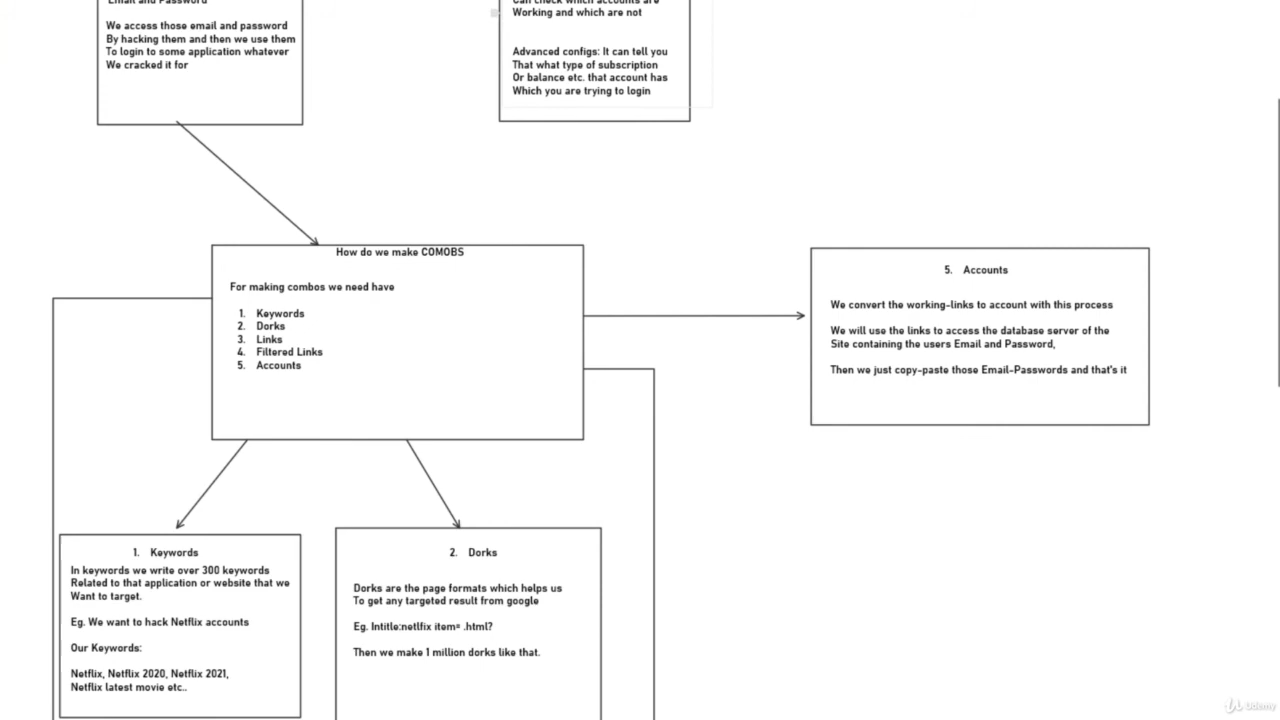 Email and Password
We access those email and password
By hacking them and then we use them
To login to some application whatever
We cracked it for
Can check which accounts are
Working and which are not
Advanced configs: It can tell you
That what type of subscription
Or balance etc. that account has
Which you are trying to login
How do we make COMOBS
For making combos we need have
1. Keywords
2. Dorks
3. Links
4. Filtered Links
5. Accounts
5. Accounts
We convert the working-links to account with this process
We will use the links to access the database server of the
Site containing the users Email and Password,
Then we just copy-paste those Email-Passwords and that's it
1. Keywords
In keywords we write over 300 keywords
Related to that application or website that we
Want to target.
Eg. We want to hack Netflix accounts
Our Keywords:
Netflix, Netflix 2020, Netflix 2021,
Netflix latest movie etc..
2. Dorks
Dorks are the page formats which helps us
To get any targeted result from google
Eg. Intitle:netlfix item= .html?
Then we make 1 million dorks like that.
Udemy